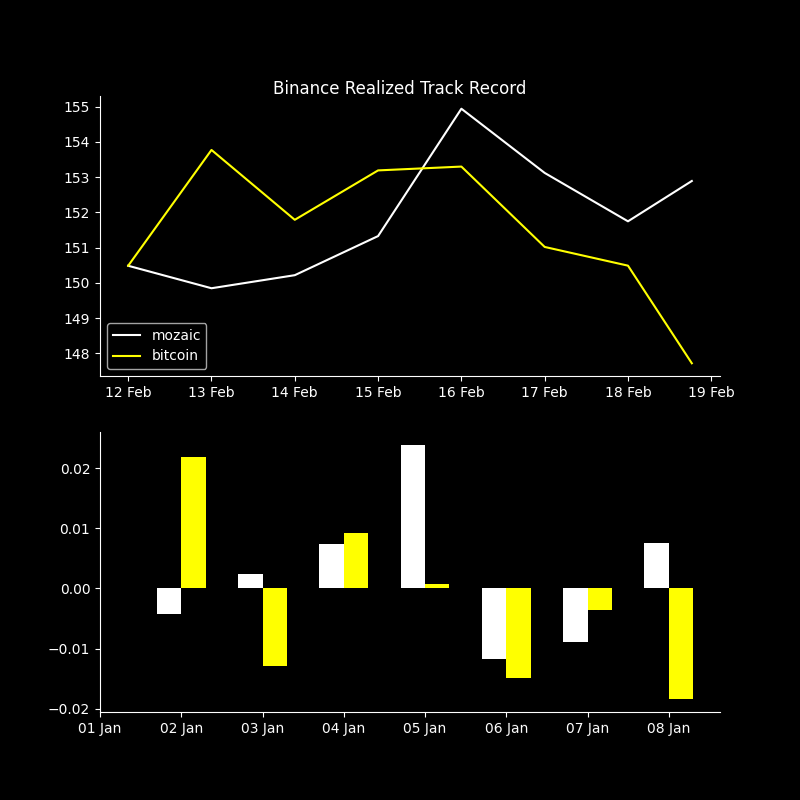 Binance Realized Track Record
155
154
153
152
151
150
149
148
mozaic
bitcoin
12 Feb 13 Feb 14 Feb 15 Feb 16 Feb 17 Feb 18 Feb 19 Feb
0.02
0.01
0.00
−0.01
−0.02
01 Jan 02 Jan 03 Jan 04 Jan 05 Jan 06 Jan 07 Jan 08 Jan